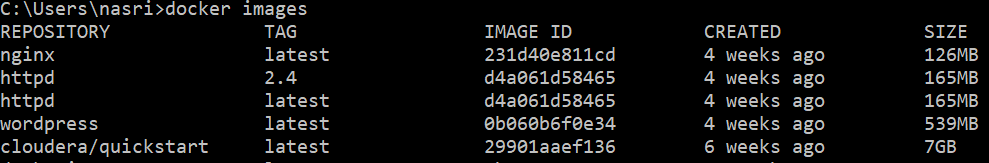 C:\Users\nasri>docker images
REPOSITORY TAG IMAGE ID CREATED SIZE
nginx latest 231d40e811cd 4 weeks ago 126MB
httpd 2.4 d4a061d58465 4 weeks ago 165MB
httpd latest d4a061d58465 4 weeks ago 165MB
wordpress latest 0b060b6f0e34 4 weeks ago 539MB
cloudera/quickstart latest 29901aaef136 6 weeks ago 7GB